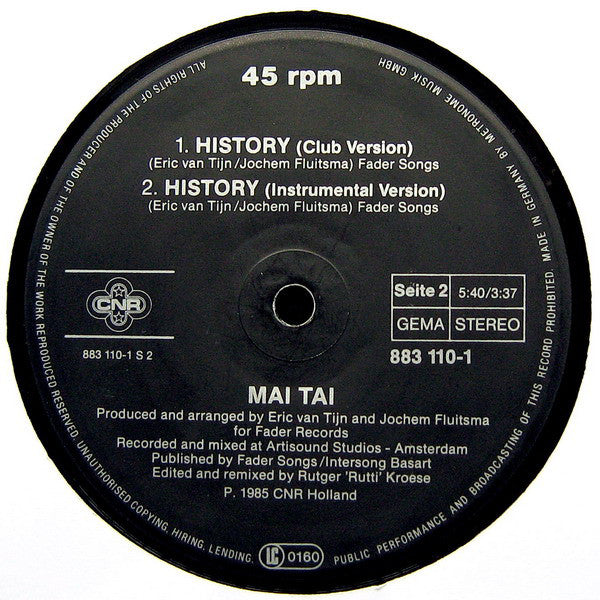 45 rpm
1. HISTORY (Club Version)
(Eric van Tijn/Jochem Fluitsma) Fader Songs
2. HISTORY (Instrumental Version)
(Eric van Tijn/Jochem Fluitsma) Fader Songs
CNR
883 110-1 S 2
Seite 2 5:40/3:37
GEMA STEREO
883 110-1
MAI TAI
Produced and arranged by Eric van Tijn and Jochem Fluitsma
for Fader Records
Recorded and mixed at Artisound Studios - Amsterdam
Published by Fader Songs/Intersong Basart
Edited and remixed by Rutger 'Rutti' Kroese
P. 1985 CNR Holland
ALL RIGHTS OF THE PRODUCER AND OF THE OWNER OF THE WORK REPRODUCED RESERVED. UNAUTHORISED COPYING, HIRING, LENDING, PUBLIC PERFORMANCE AND BROADCASTING OF THIS RECORD PROHIBITED. MADE IN GERMANY BY METRONOME MUSIK GMBH
LC 0160